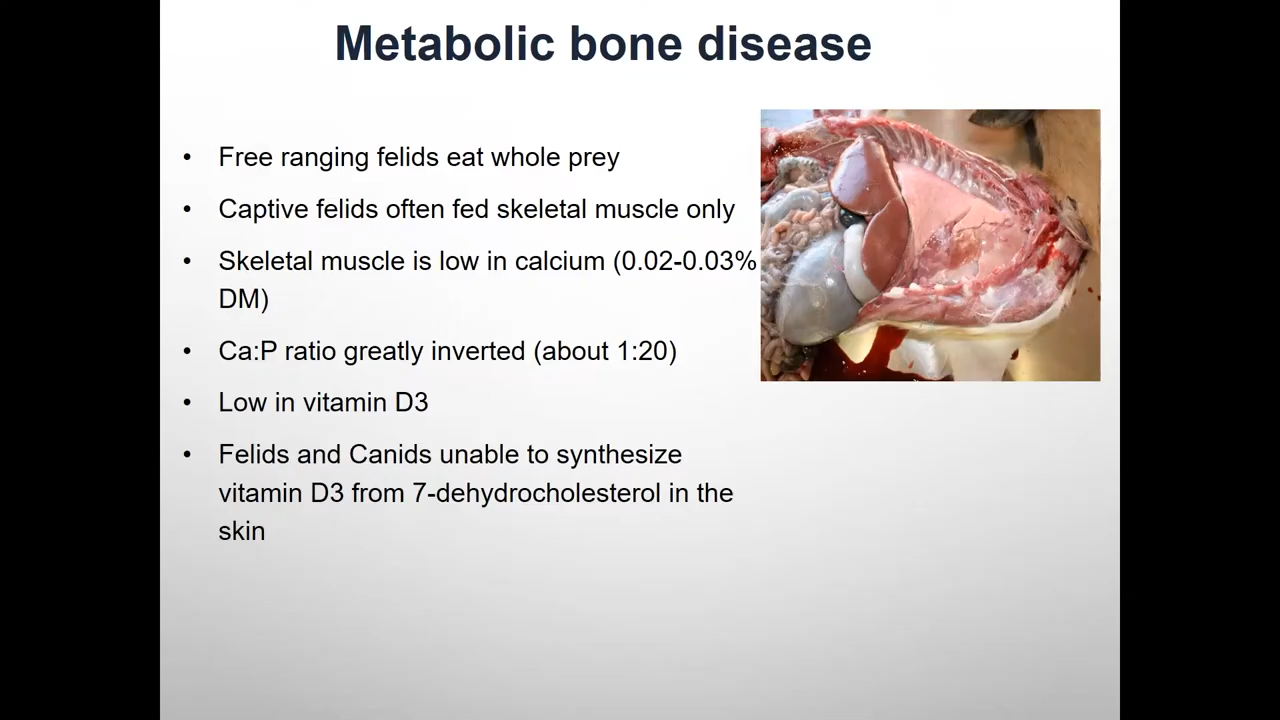 Metabolic bone disease
• Free ranging felids eat whole prey
• Captive felids often fed skeletal muscle only
• Skeletal muscle is low in calcium (0.02-0.03%
DM)
• Ca:P ratio greatly inverted (about 1:20)
• Low in vitamin D3
• Felids and Canids unable to synthesize
vitamin D3 from 7-dehydrocholesterol in the
skin